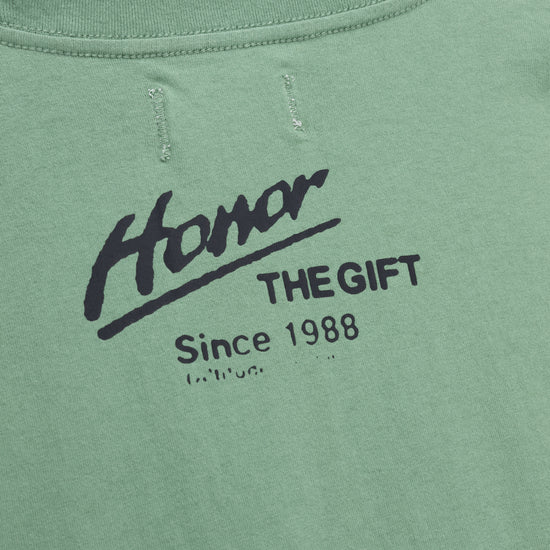 Honor
THE GIFT
Since 1988